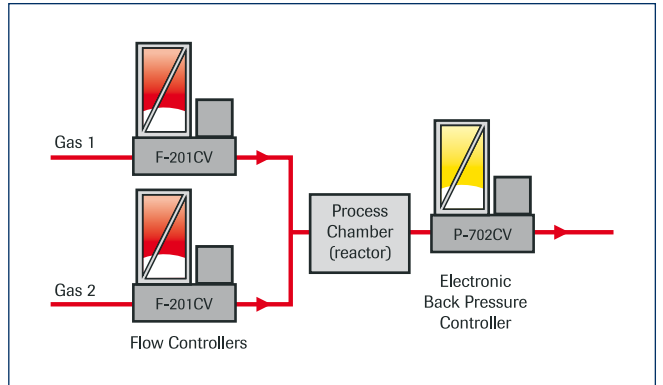 Gas 1
F-201CV
Gas 2
F-201CV
Flow Controllers
Process
Chamber
(reactor)
P-702CV
Electronic
Back Pressure
Controller